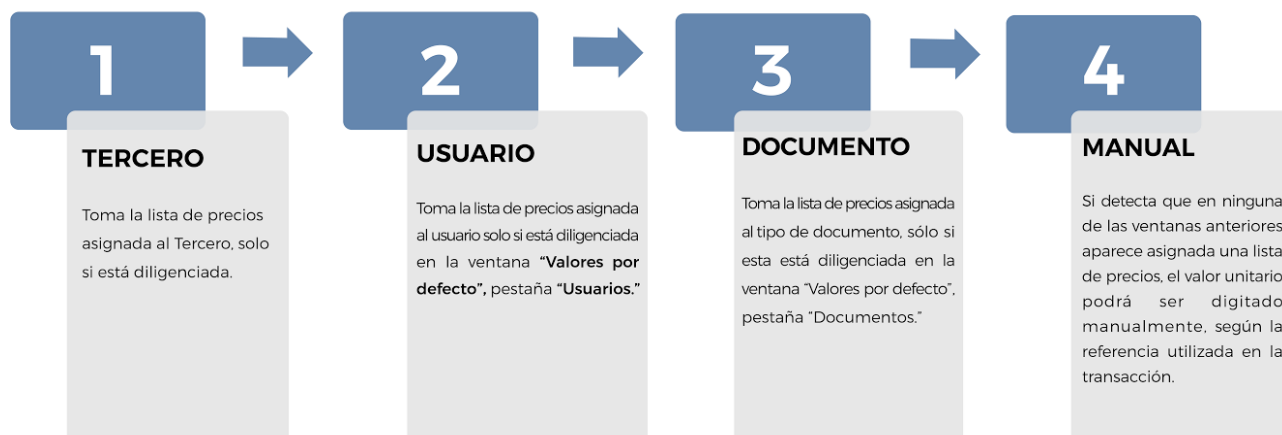 1
TERCERO
Toma la lista de precios
asignada al Tercero, solo
si está diligenciada.
2
USUARIO
Toma la lista de precios asignada
al usuario solo si está diligenciada
en la ventana “Valores por
defecto”, pestaña “Usuarios.”
3
DOCUMENTO
Toma la lista de precios asignada
al tipo de documento, sólo si
esta está diligenciada en la
ventana “Valores por defecto”,
pestaña “Documentos.”
4
MANUAL
Si detecta que en ninguna
de las ventanas anteriores
aparece asignada una lista
de precios, el valor unitario
podrá ser digitado
manualmente, según la
referencia utilizada en la
transacción.